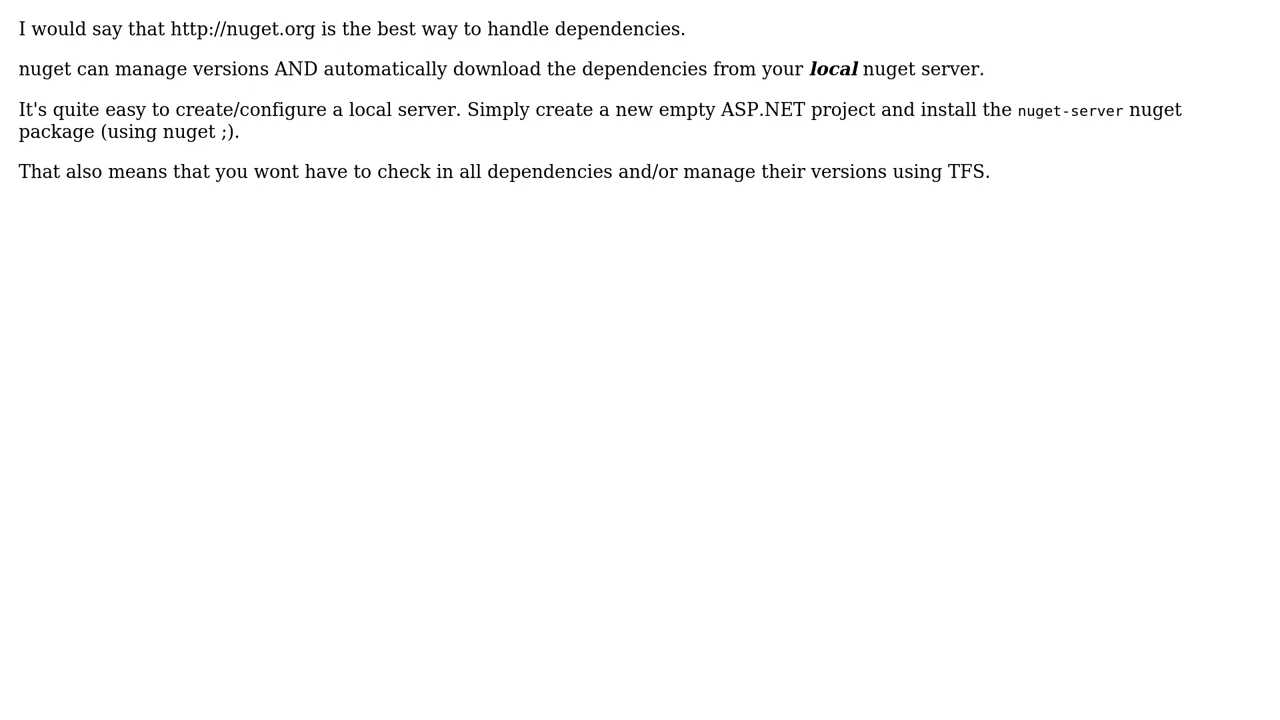 I would say that http://nuget.org is the best way to handle dependencies.
nuget can manage versions AND automatically download the dependencies from your local nuget server.
It's quite easy to create/configure a local server. Simply create a new empty ASP.NET project and install the nuget-server nuget
package (using nuget ;).
That also means that you wont have to check in all dependencies and/or manage their versions using TFS.